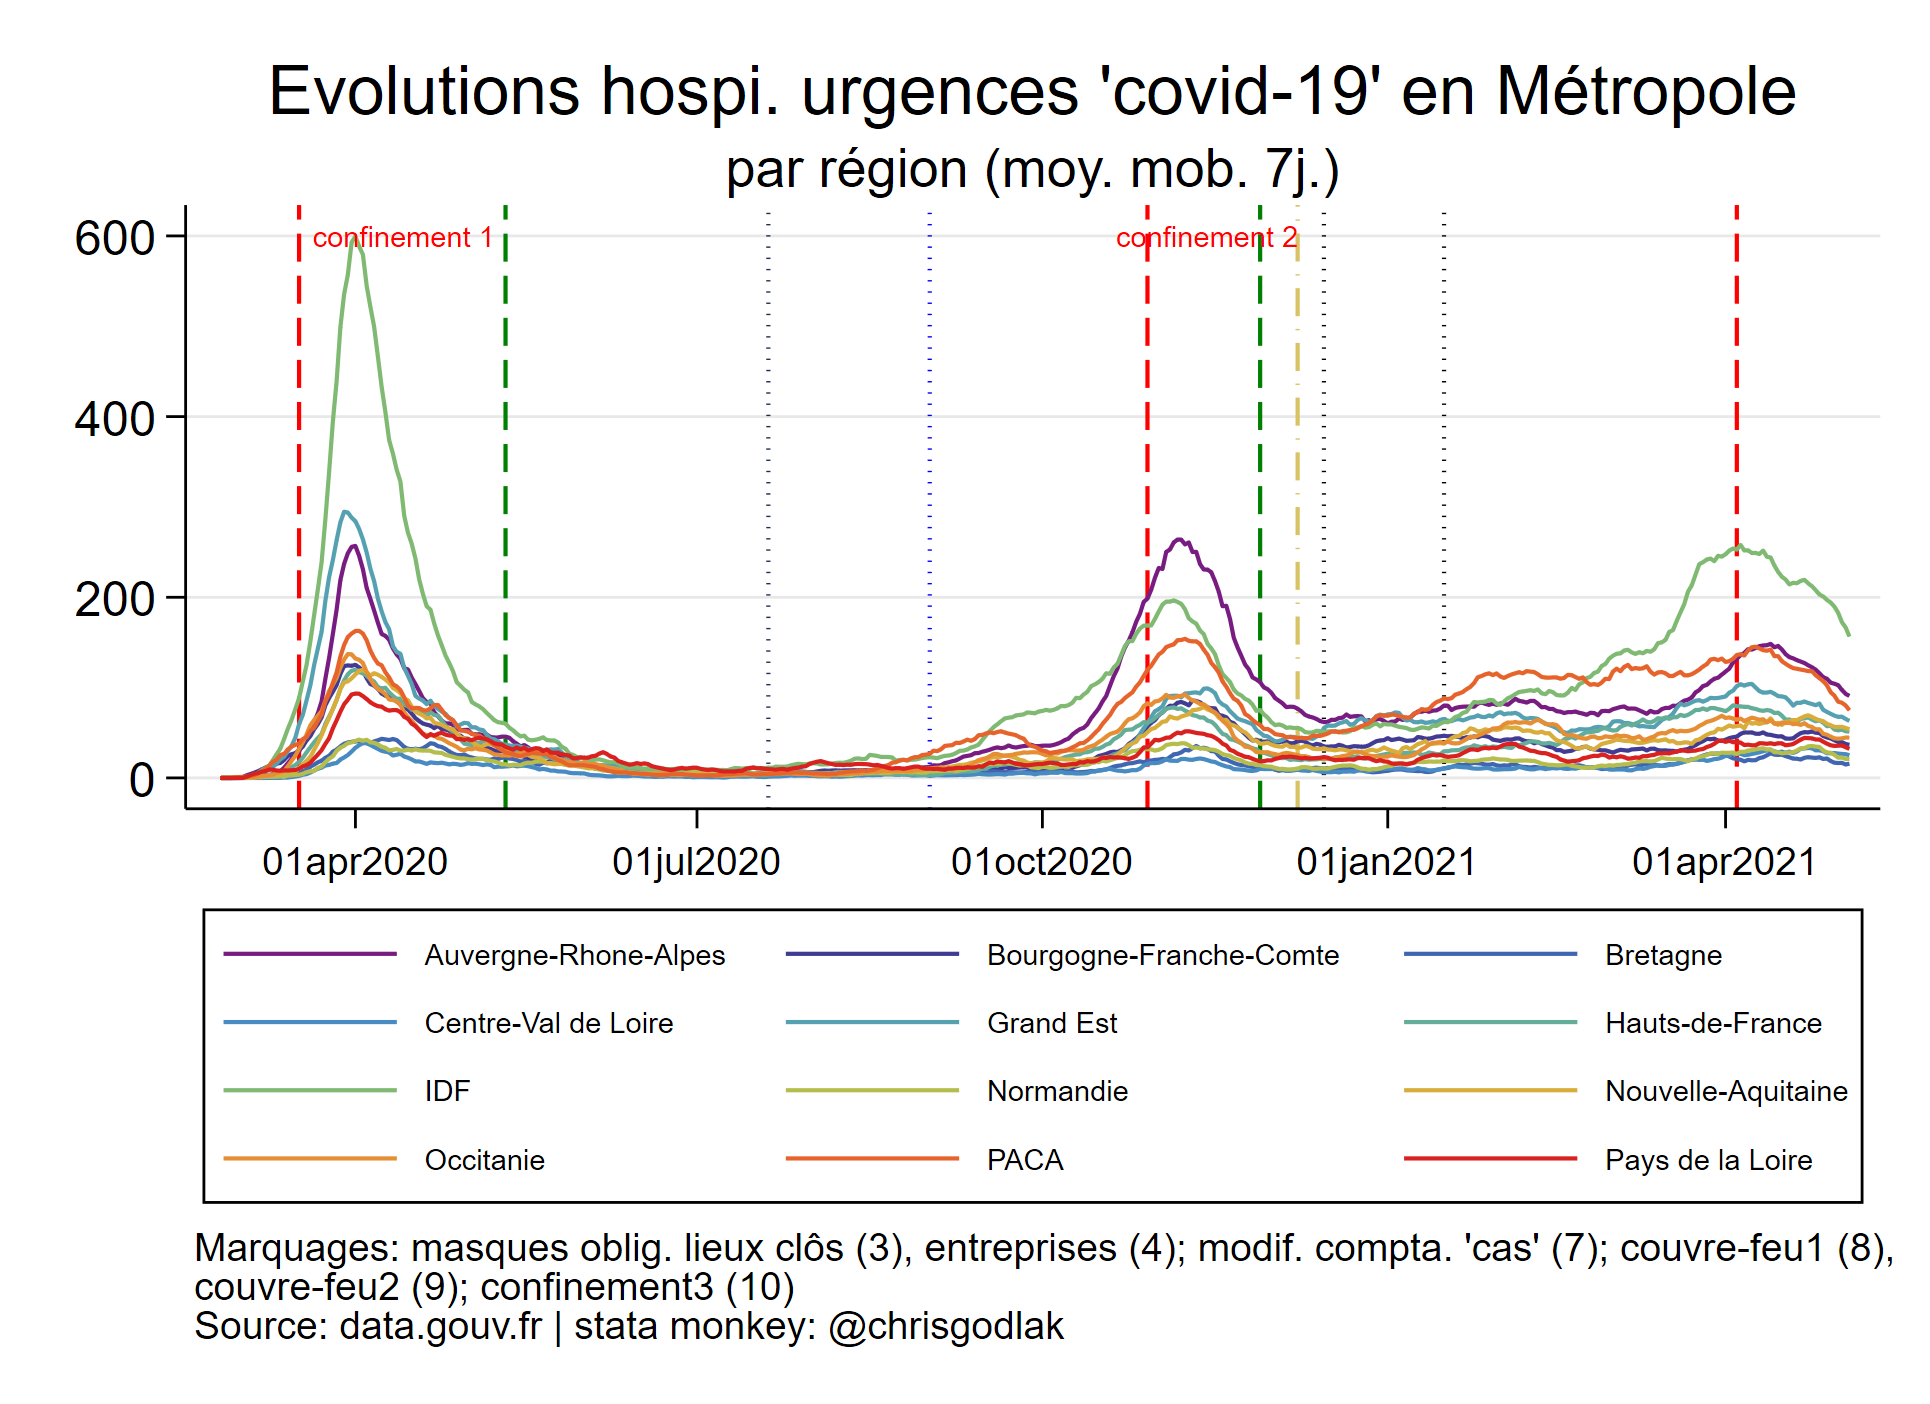 Evolutions hospi. urgences 'covid-19' en Métropole
par région (moy. mob. 7j.)
confinement 1
confinement 2
600
400
200
0
01apr2020
01jul2020
01oct2020
01jan2021
01apr2021
Auvergne-Rhone-Alpes
Bourgogne-Franche-Comte
Bretagne
Centre-Val de Loire
Grand Est
Hauts-de-France
IDF
Normandie
Nouvelle-Aquitaine
Occitanie
PACA
Pays de la Loire
Marquages: masques oblig. lieux clôs (3), entreprises (4); modif. compta. 'cas' (7); couvre-feu1 (8),
couvre-feu2 (9); confinement3 (10)
Source: data.gouv.fr | stata monkey: @chrisgodlak